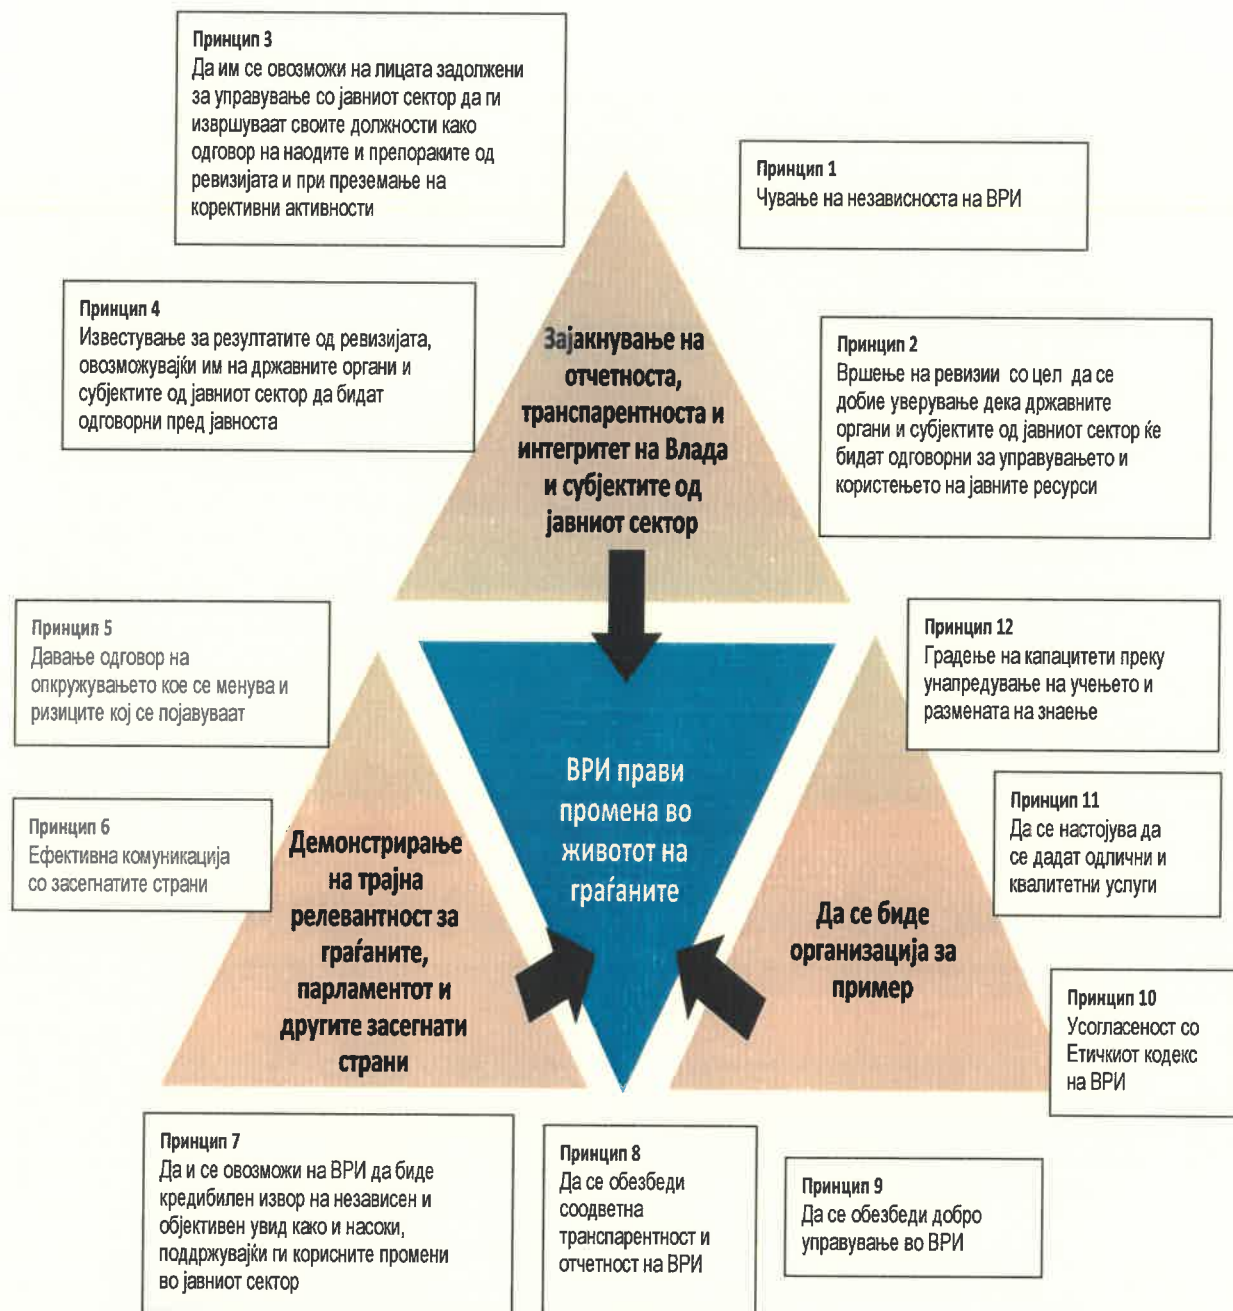 Принцип 3
Да им се овозможи на лицата задолжени
за управување со јавниот сектор да ги
извршуваат своите должности како
одговор на наодите и препораките од
ревизијата и при преземање на
корективни активности
Принцип 1
Чување на независноста на ВРИ
Принцип 4
Известување за резултатите од ревизијата,
овозможувајќи им на државните органи и
субјектите од јавниот сектор да бидат
одговорни пред јавноста
Зајакнување на
отчетноста,
транспарентноста и
интегритет на Влада
и субјектите од
јавниот сектор
Принцип 2
Вршење на ревизии со цел да се
добие уверување дека државните
органи и субјектите од јавниот сектор ќе
бидат одговорни за управувањето и
користењето на јавните ресурси
Принцип 5
Давање одговор на
опкружувањето кое се менува и
ризиците кој се појавуваат
Принцип 12
Градење на капацитети преку
унапредување на учењето и
размената на знаење
ВРИ прави
промена во
животот на
граѓаните
Принцип 6
Ефективна комуникација
со засегнатите страни
Принцип 11
Да се настојува да
се дадат одлични и
квалитетни услуги
Демонстрирање
на трајна
релевантност за
граѓаните,
парламентот и
другите засегнати
страни
Да се биде
организација за
пример
Принцип 10
Усогласеност со
Етичкиот кодекс
на ВРИ
Принцип 7
Да и се овозможи на ВРИ да биде
кредибилен извор на независен и
објективен увид како и насоки,
поддржувајќи ги корисните промени
во јавниот сектор
Принцип 8
Да се обезбеди
соодветна
транспарентност и
отчетност на ВРИ
Принцип 9
Да се обезбеди добро
управување во ВРИ